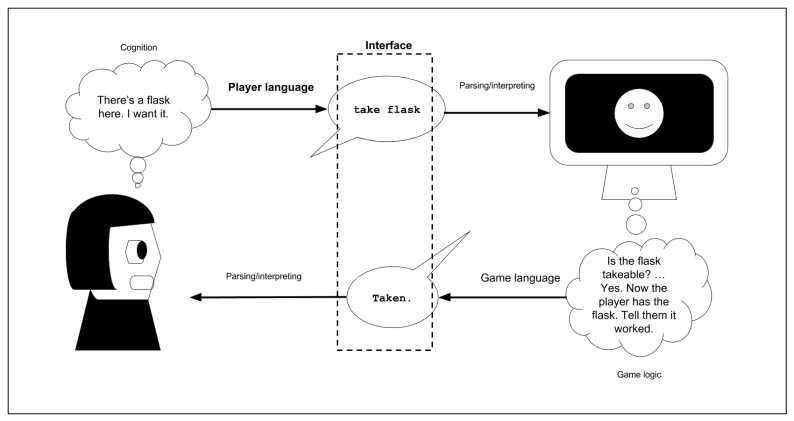 Cognition
Interface
There's a flask
here. I want it.
Player language
take flask
Parsing/interpreting
Parsing/interpreting
Taken.
Game language
Is the flask
takeable? ...
Yes. Now the
player has the
flask. Tell them it
worked.
Game logic